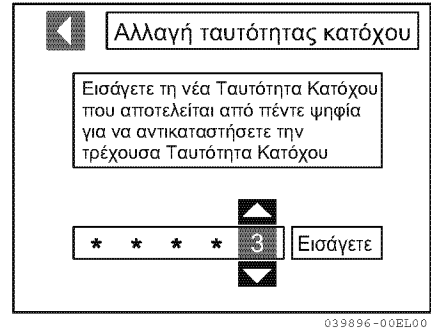 Αλλαγή ταυτότητας κατόχου
Εισάγετε τη νέα Ταυτότητα Κατόχου
που αποτελείται από πέντε ψηφία
για να αντικαταστήσετε την
τρέχουσα Ταυτότητα Κατόχου
* * * * 3 Εισάγετε
039896-00EL00